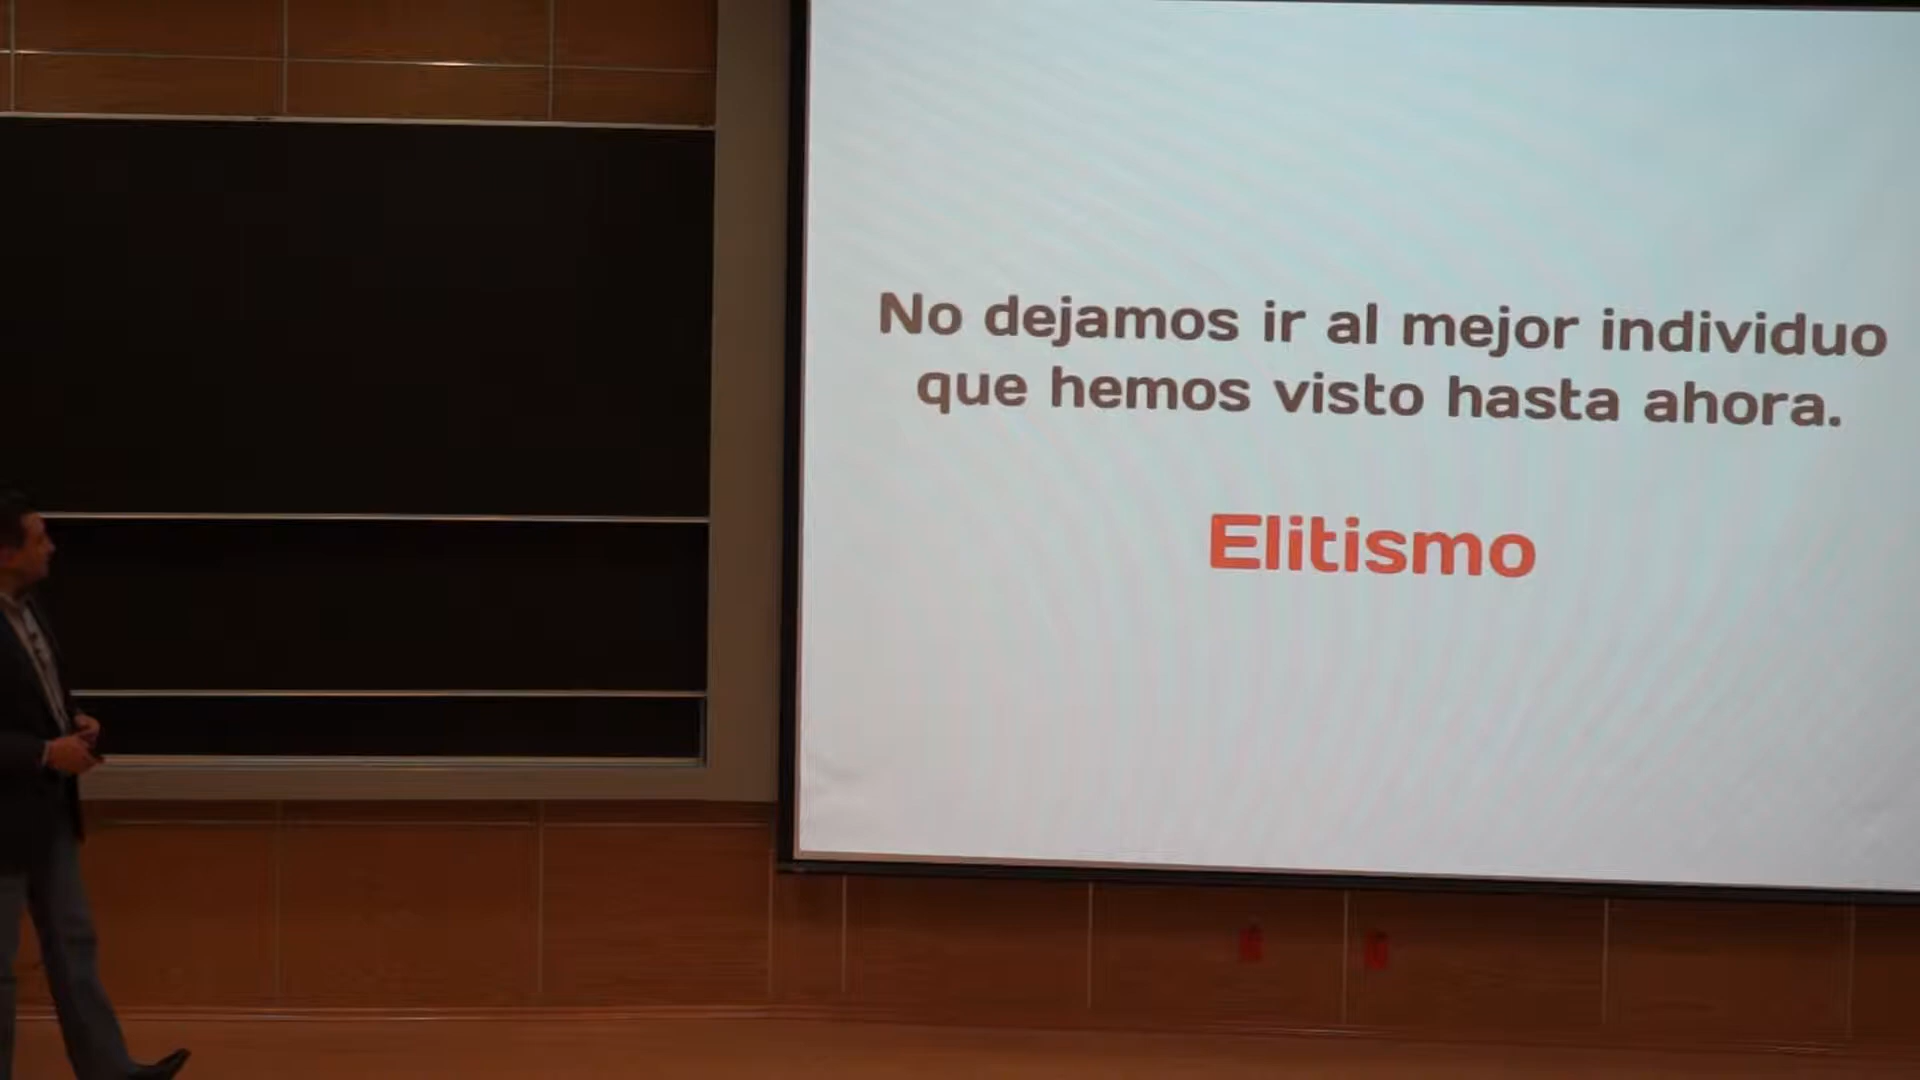 No dejamos ir al mejor individuo
que hemos visto hasta ahora.
Elitismo